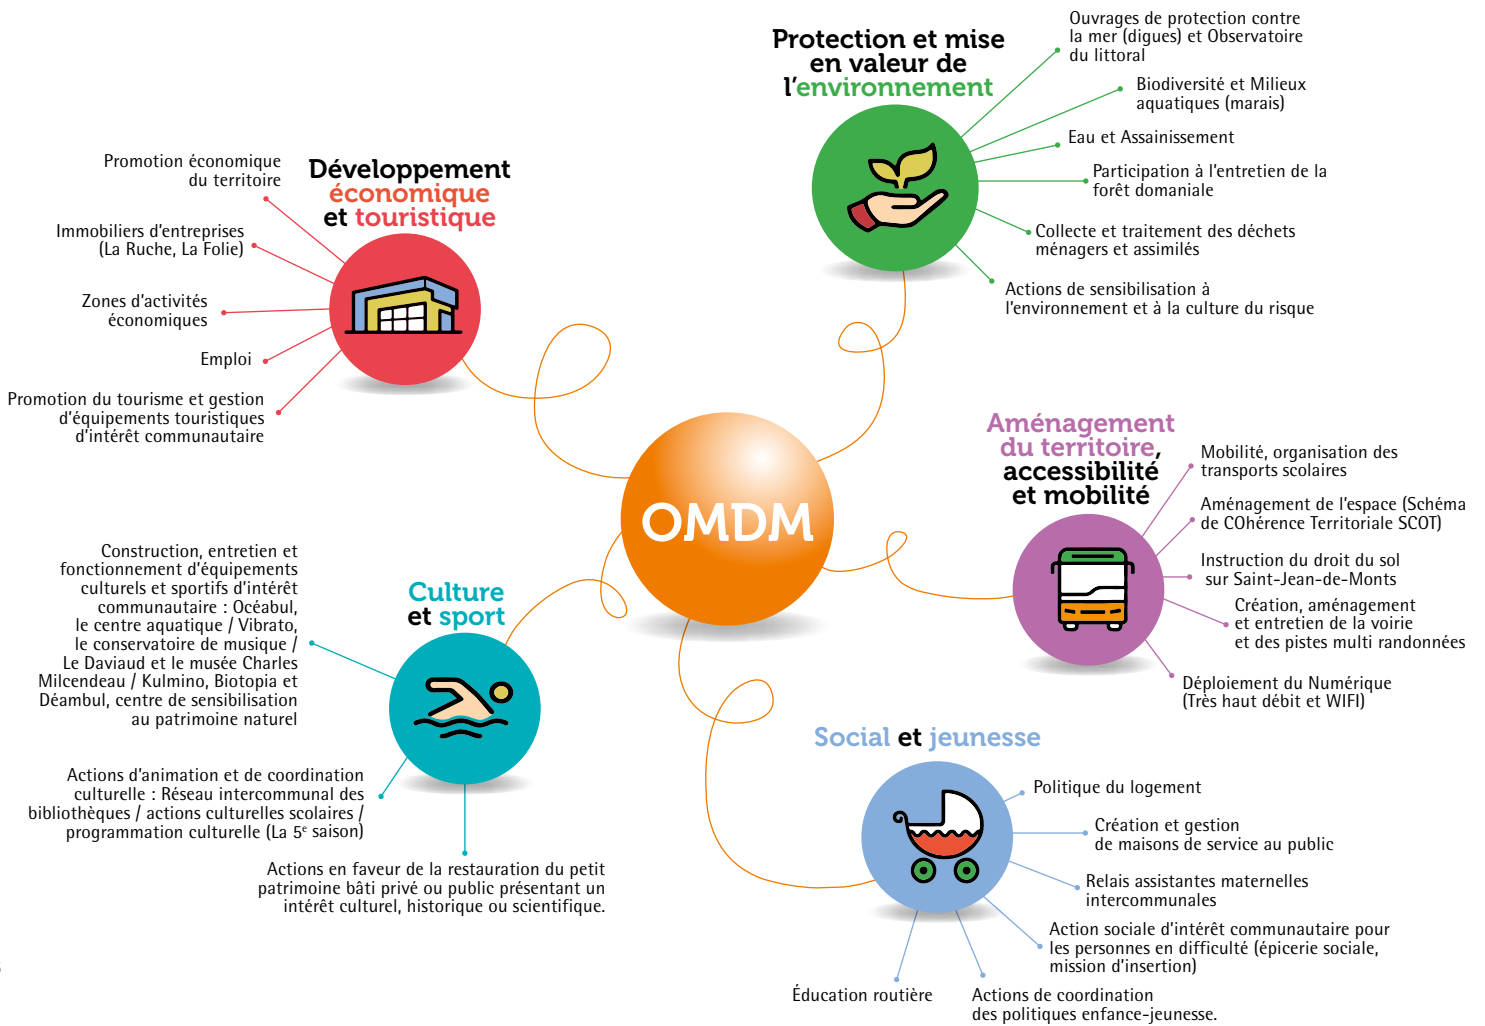 Protection et mise
en valeur de
l'environnement
Ouvrages de protection contre
la mer (digues) et Observatoire
du littoral
Biodiversité et Milieux
aquatiques (marais)
Eau et Assainissement
Participation à l'entretien de la
forêt domaniale
Collecte et traitement des déchets
ménagers et assimilés
Actions de sensibilisation à
l'environnement et à la culture du risque
Développement
économique
et touristique
Promotion économique
du territoire
Immobiliers d'entreprises
(La Ruche, La Folie)
Zones d'activités
économiques
Emploi
Promotion du tourisme et gestion
d'équipements touristiques
d'intérêt communautaire
OMDM
Aménagement
du territoire,
accessibilité
et mobilité
Mobilité, organisation des
transports scolaires
Aménagement de l'espace (Schéma
de COhérence Territoriale SCOT)
Instruction du droit du sol
sur Saint-Jean-de-Monts
Création, aménagement
et entretien de la voirie
et des pistes multi randonnées
Déploiement du Numérique
(Très haut débit et WIFI)
Culture
et sport
Construction, entretien et
fonctionnement d'équipements
culturels et sportifs d'intérêt
communautaire : Océabul,
le centre aquatique / Vibrato,
le conservatoire de musique /
Le Daviaud et le musée Charles
Milcendeau / Kulmino, Biotopia et
Déambul, centre de sensibilisation
au patrimoine naturel
Actions d'animation et de coordination
culturelle : Réseau intercommunal des
bibliothèques / actions culturelles scolaires /
programmation culturelle (La 5e saison)
Actions en faveur de la restauration du petit
patrimoine bâti privé ou public présentant un
intérêt culturel, historique ou scientifique.
Social et jeunesse
Politique du logement
Création et gestion
de maisons de service au public
Relais assistantes maternelles
intercommunales
Action sociale d'intérêt communautaire pour
les personnes en difficulté (épicerie sociale,
mission d'insertion)
Actions de coordination
des politiques enfance-jeunesse.
Éducation routière